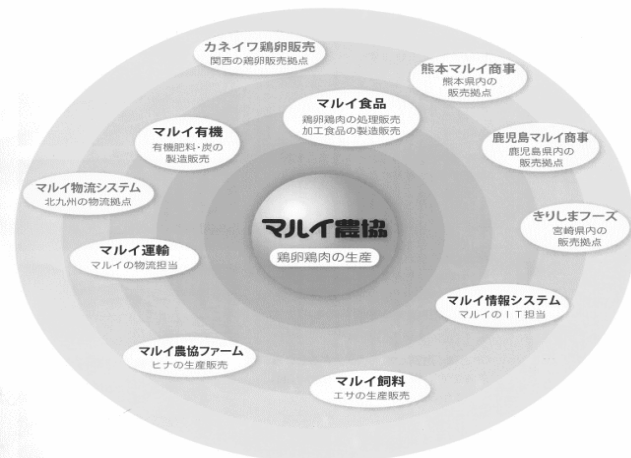 カネイワ鶏卵販売
関西の鶏卵販売拠点
熊本マルイ商事
熊本県内の
販売拠点
マルイ食品
鶏卵鶏肉の処理販売
加工食品の製造販売
マルイ有機
有機肥料・炭の
製造販売
鹿児島マルイ商事
鹿児島県内の
販売拠点
マルイ物流システム
北九州の物流拠点
きりしまフーズ
宮崎県内の
販売拠点
マルイ農協
鶏卵鶏肉の生産
マルイ運輸
マルイの物流担当
マルイ情報システム
マルイのIT担当
マルイ農協ファーム
ヒナの生産販売
マルイ飼料
エサの生産販売